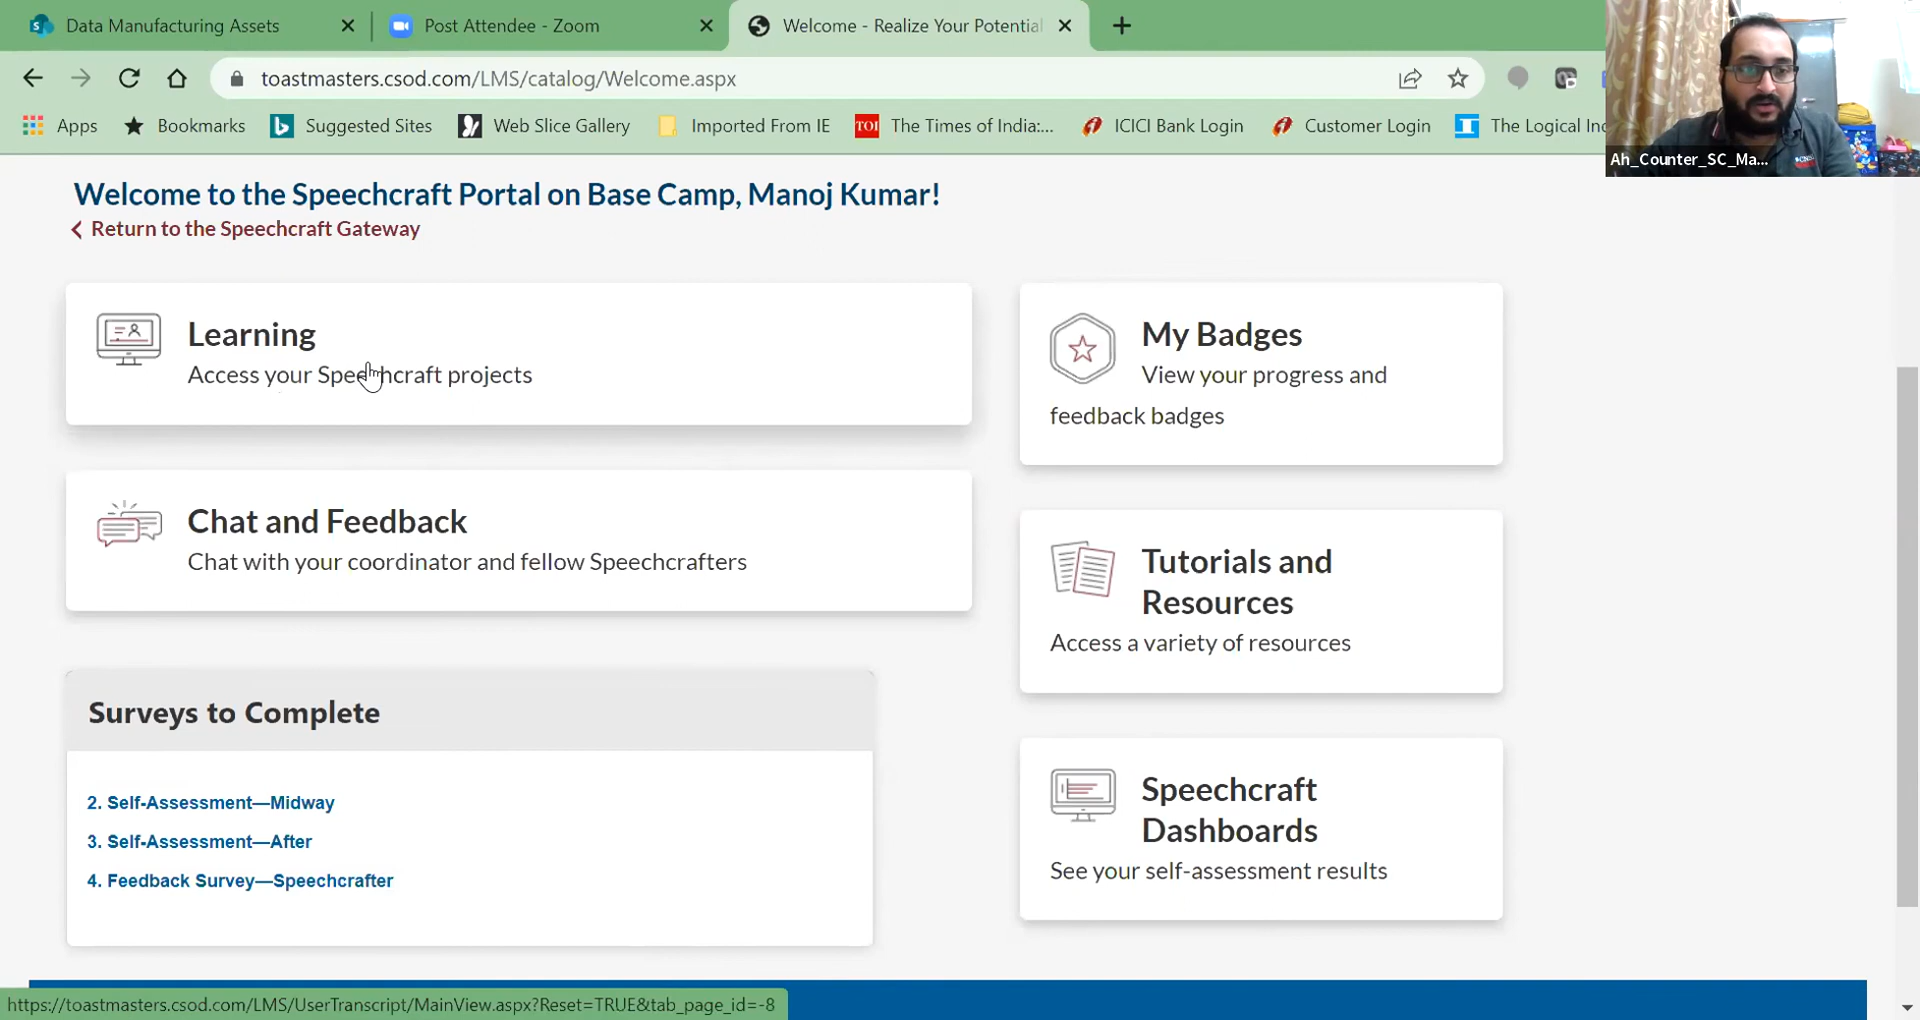 Data Manufacturing Assets
Post Attendee - Zoom
Welcome - Realize Your Potential
toastmasters.csod.com/LMS/catalog/Welcome.aspx
Apps
Bookmarks
Suggested Sites
Web Slice Gallery
Imported From IE
TOI
The Times of India:...
ICICI Bank Login
Customer Login
The Logical In
Ah_Counter_SC_Ma...
Welcome to the Speechcraft Portal on Base Camp, Manoj Kumar!
Return to the Speechcraft Gateway
Learning
Access your Speechcraft projects
Chat and Feedback
Chat with your coordinator and fellow Speechcrafters
Surveys to Complete
2. Self-Assessment—Midway
3. Self-Assessment—After
4. Feedback Survey—Speechcrafter
My Badges
View your progress and
feedback badges
Tutorials and
Resources
Access a variety of resources
Speechcraft
Dashboards
See your self-assessment results
https://toastmasters.csod.com/LMS/UserTranscript/MainView.aspx?Reset=TRUE&tab_page_id=-8